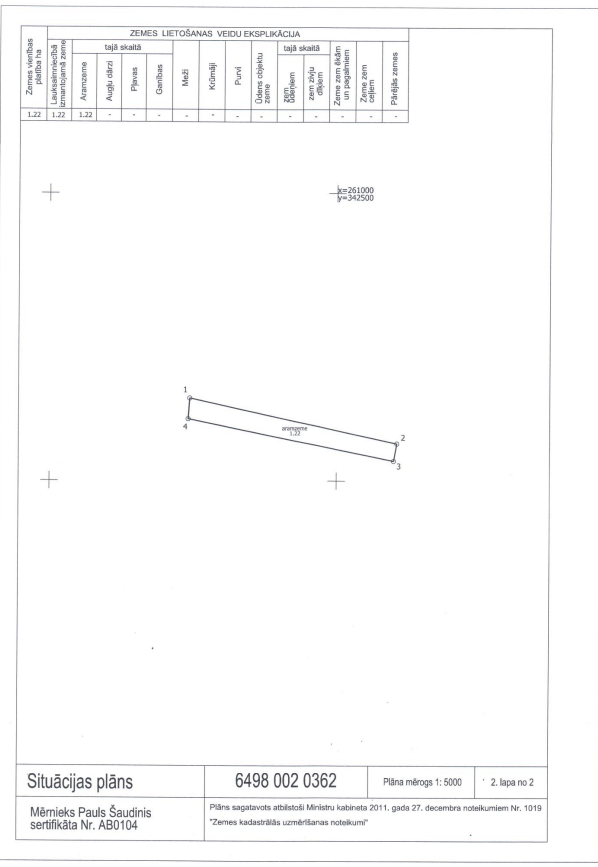 ZEMES LIETOŠANAS VEIDU EKSPLIKĀCIJA
Zemes vienības
platība ha
Lauksaimniecībā
izmantojamā zeme
tajā skaitā
Aramzeme
Augļu dārzi
Pļavas
Ganības
Meži
Krūmāji
Purvi
Ūdens objektu
zeme
tajā skaitā
zem
ūdeņiem
zem zivju
dīķiem
Zeme zem ēkām
un pagalmiem
Zeme zem
ceļiem
Pārējās zemes
1.22 1.22 1.22 - - - - - - - - - - - -
x=261000
y=342500
1
4
aramzeme
1.22
2
3
Situācijas plāns
6498 002 0362
Plāna mērogs 1: 5000
2. lapa no 2
Mērnieks Pauls Šaudinis
sertifikāta Nr. AB0104
Plāns sagatavots atbilstoši Ministru kabineta 2011. gada 27. decembra noteikumiem Nr. 1019
"Zemes kadastrālās uzmērīšanas noteikumi"